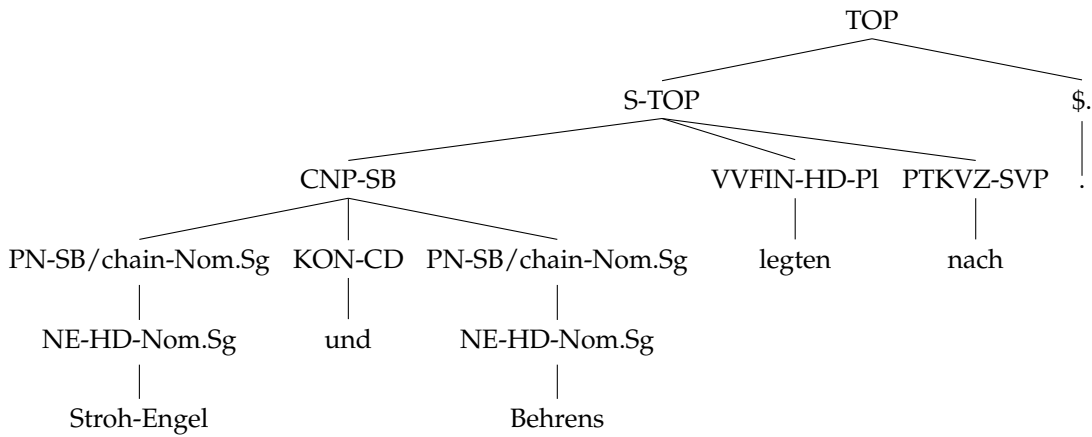 TOP
S-TOP $.
CNP-SB VVFIN-HD-Pl PTKVZ-SVP .
PN-SB/chain-Nom.Sg KON-CD PN-SB/chain-Nom.Sg legten nach
NE-HD-Nom.Sg und NE-HD-Nom.Sg
Stroh-Engel Behrens